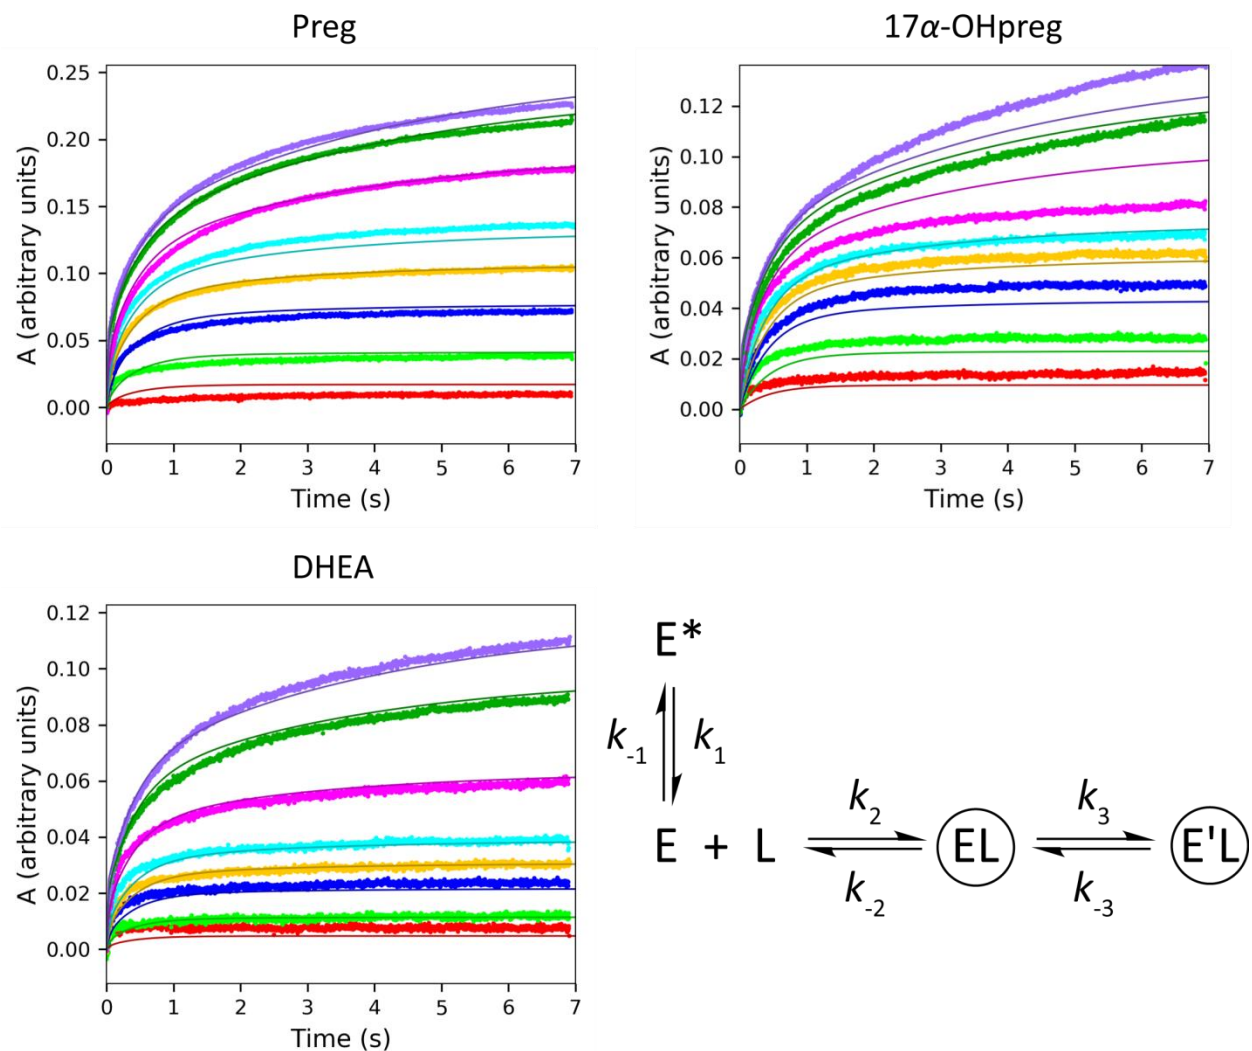 Preg
0.25
0.20
0.15
0.10
0.05
0.00
A (arbitrary units)
0 1 2 3 4 5 6 7
Time (s)
17α-OHpreg
0.12
0.10
0.08
0.06
0.04
0.02
0.00
A (arbitrary units)
0 1 2 3 4 5 6 7
Time (s)
DHEA
0.12
0.10
0.08
0.06
0.04
0.02
0.00
A (arbitrary units)
0 1 2 3 4 5 6 7
Time (s)
E*
k-1 k1
k2 k3
E + L EL E'L
k-2 k-3